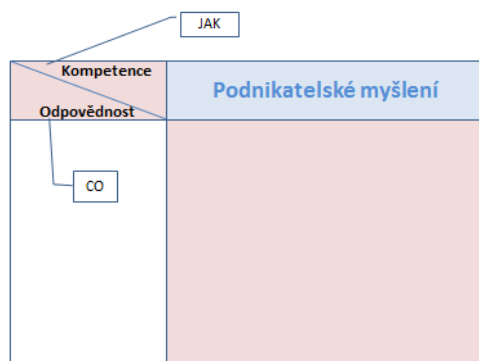 JAK
Kompetence
Podnikatelské myšlení
Odpovědnost
CO